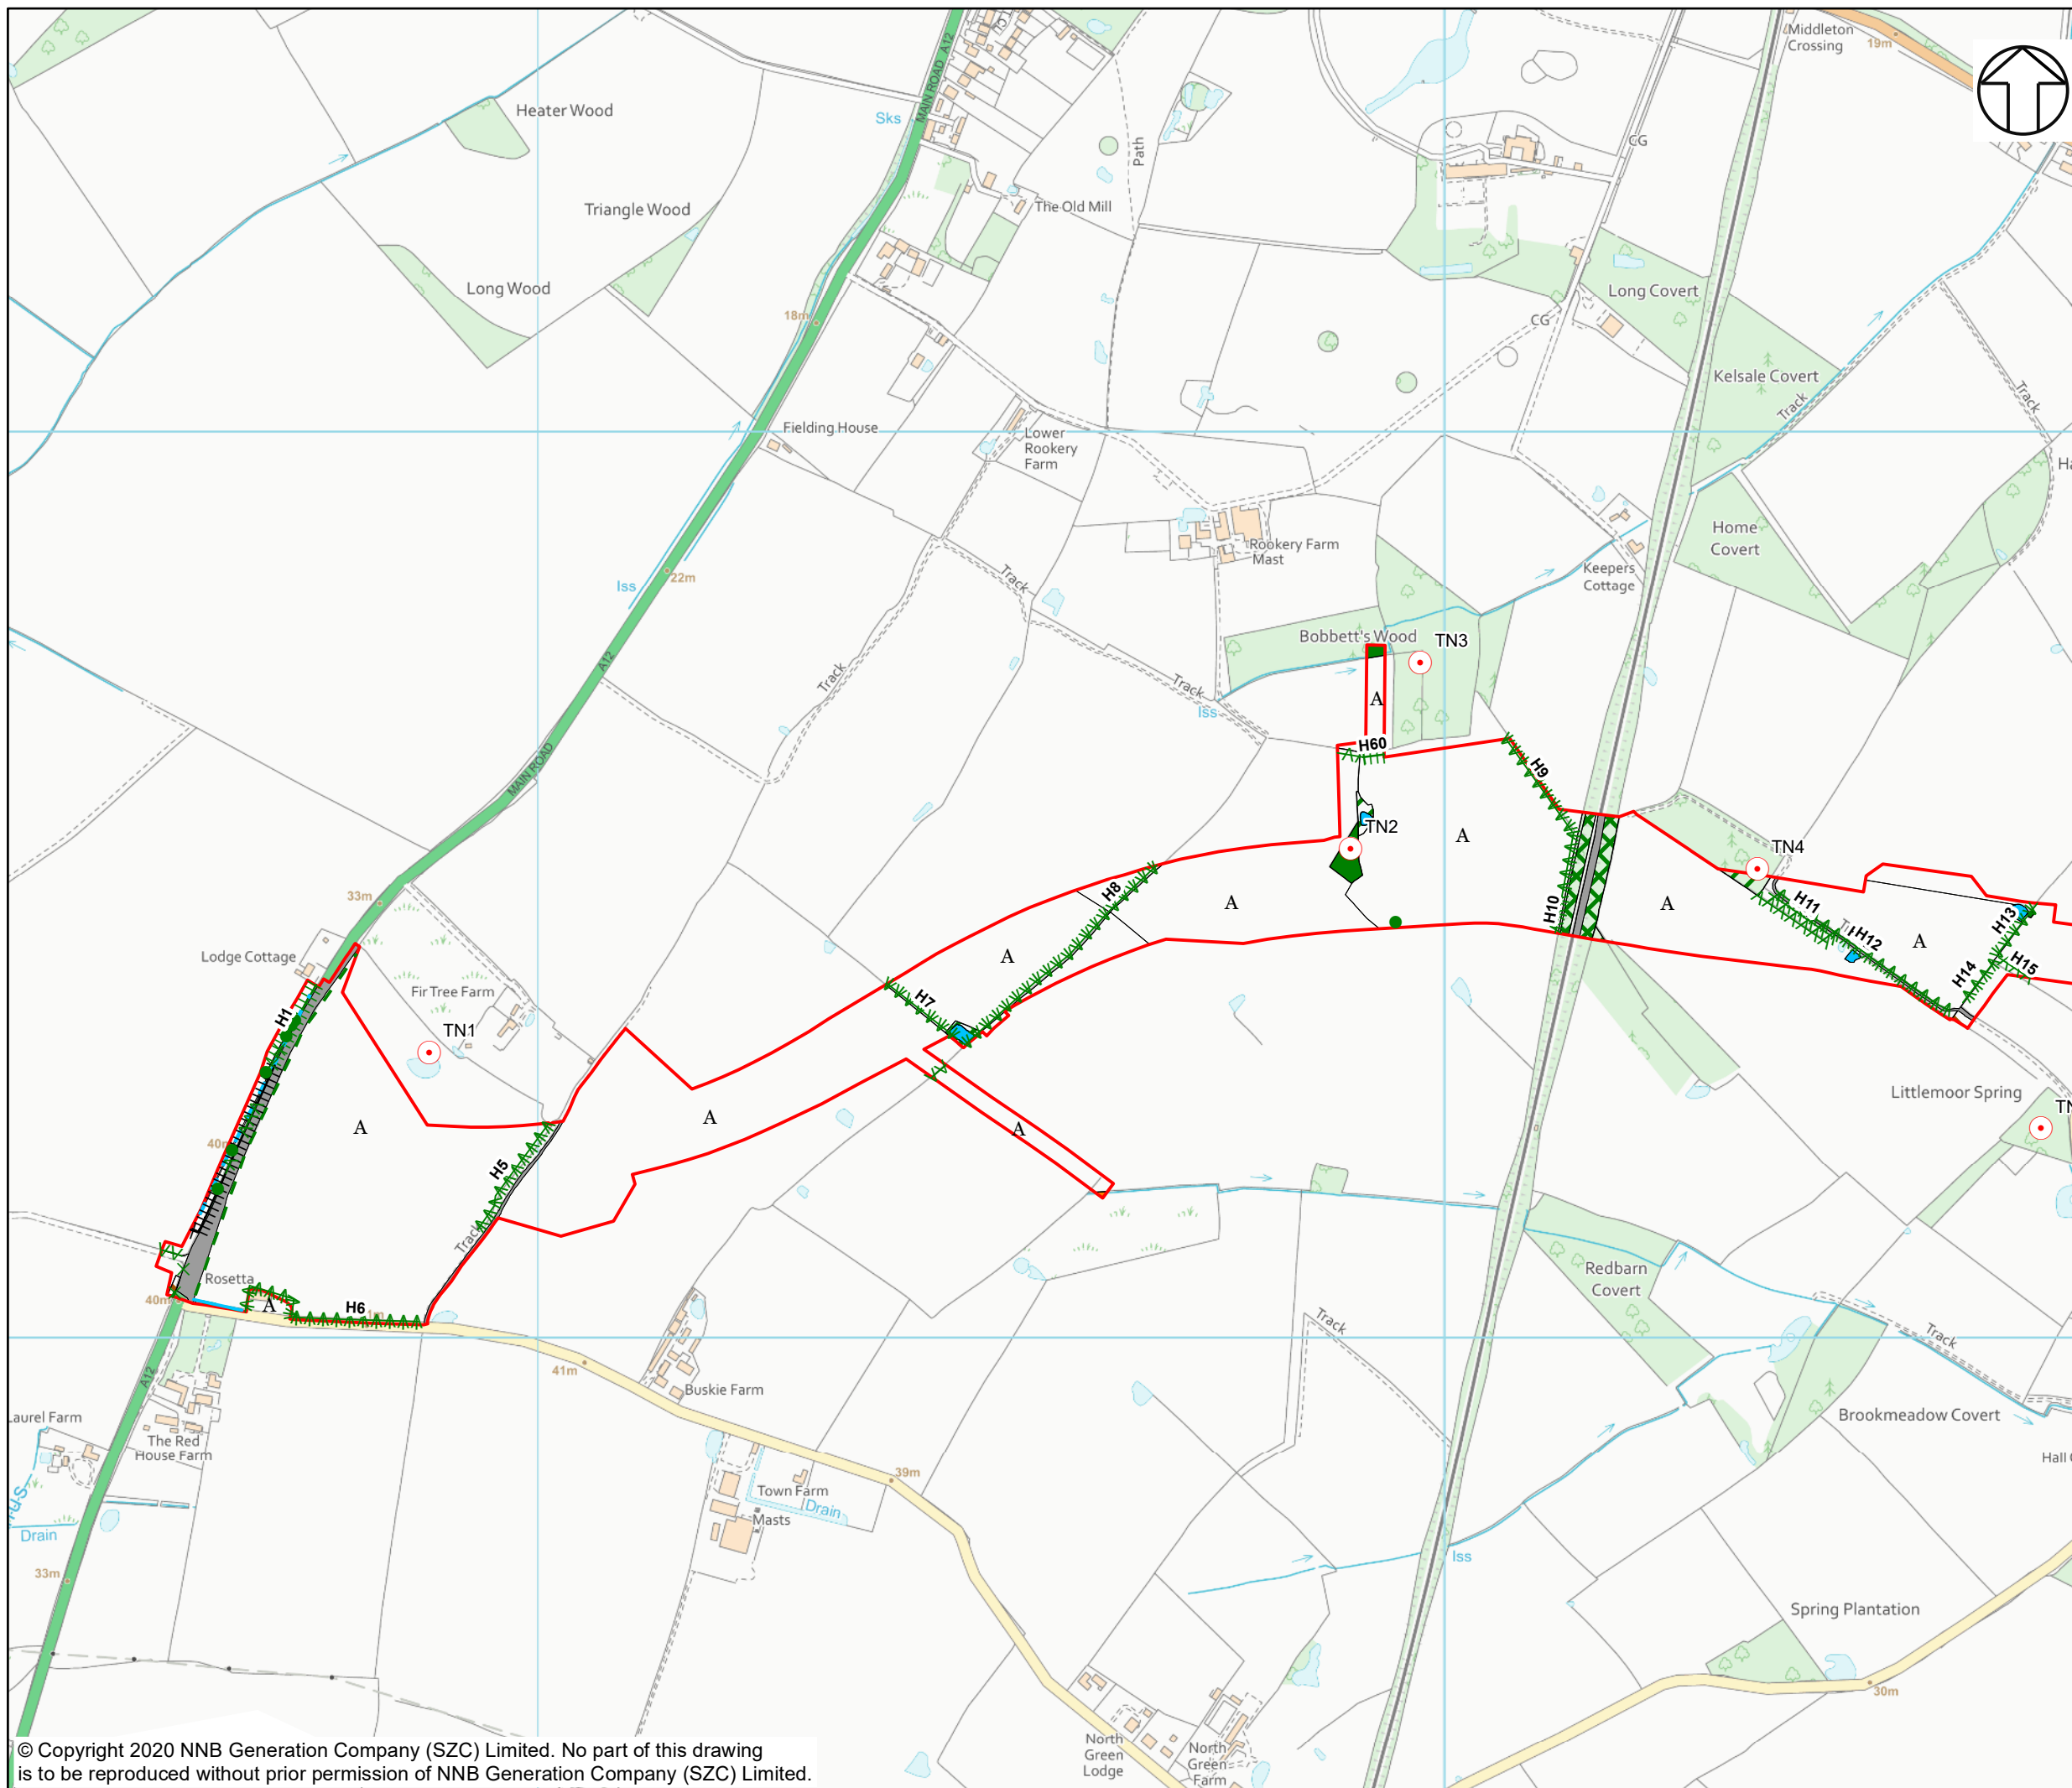 Middleton
Crossing
19m
MAIN ROAD A12
Heater Wood
Sks
Path
CG
Triangle Wood
The Old Mill
Long Wood
Long Covert
18m
CG
Kelsale Covert
Track
Track
Fielding House
Lower
Rookery
Farm
Home
Covert
Rookery Farm
Mast
Keepers
Cottage
Track
Iss
22m
Bobbett's Wood
TN3
A12
Track
Track
Iss
A
H60
MAIN ROAD
H9
TN2
A
TN4
33m
H8
A
H10
A
H11
H12
A
H13
Lodge Cottage
A
H14
H15
Fir Tree Farm
H7
H1
TN1
Littlemoor Spring
A
A
A
40m
H5
Track
Rosetta
Redbarn
Covert
40m
A
H6
1m
Track
Track
41m
Buskie Farm
A12
Laurel Farm
Brookmeadow Covert
The Red
House Farm
Hall
39m
Town Farm
Drain
Masts
Drain
Iss
33m
Spring Plantation
30m
North
Green
Lodge
North
Green
Farm
© Copyright 2020 NNB Generation Company (SZC) Limited. No part of this drawing
is to be reproduced without prior permission of NNB Generation Company (SZC) Limited.